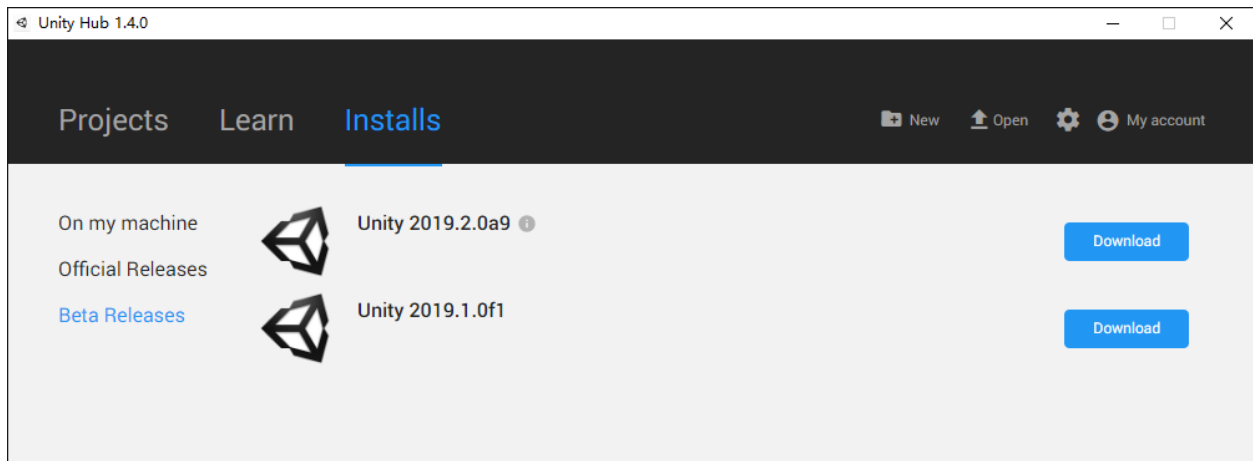 Unity Hub 1.4.0
Projects Learn Installs New Open My account
On my machine
Official Releases
Beta Releases
Unity 2019.2.0a9
Download
Unity 2019.1.0f1
Download